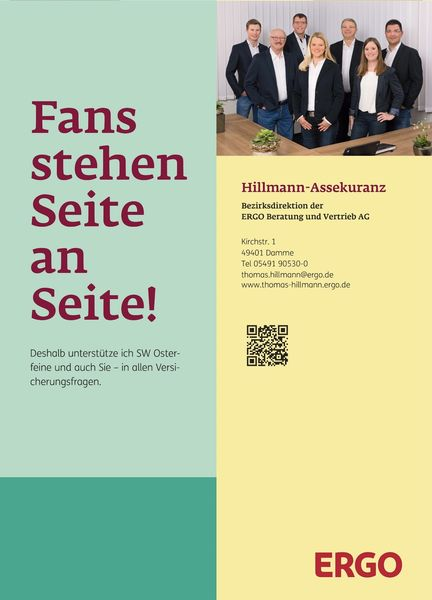 Fans
stehen
Seite
an
Seite!
Deshalb unterstütze ich SW Oster-
feine und auch Sie – in allen Versi-
cherungsfragen.
Hillmann-Assekuranz
Bezirksdirektion der
ERGO Beratung und Vertrieb AG
Kirchstr. 1
49401 Damme
Tel 05491 90530-0
thomas.hillmann@ergo.de
www.thomas-hillmann.ergo.de
ERGO